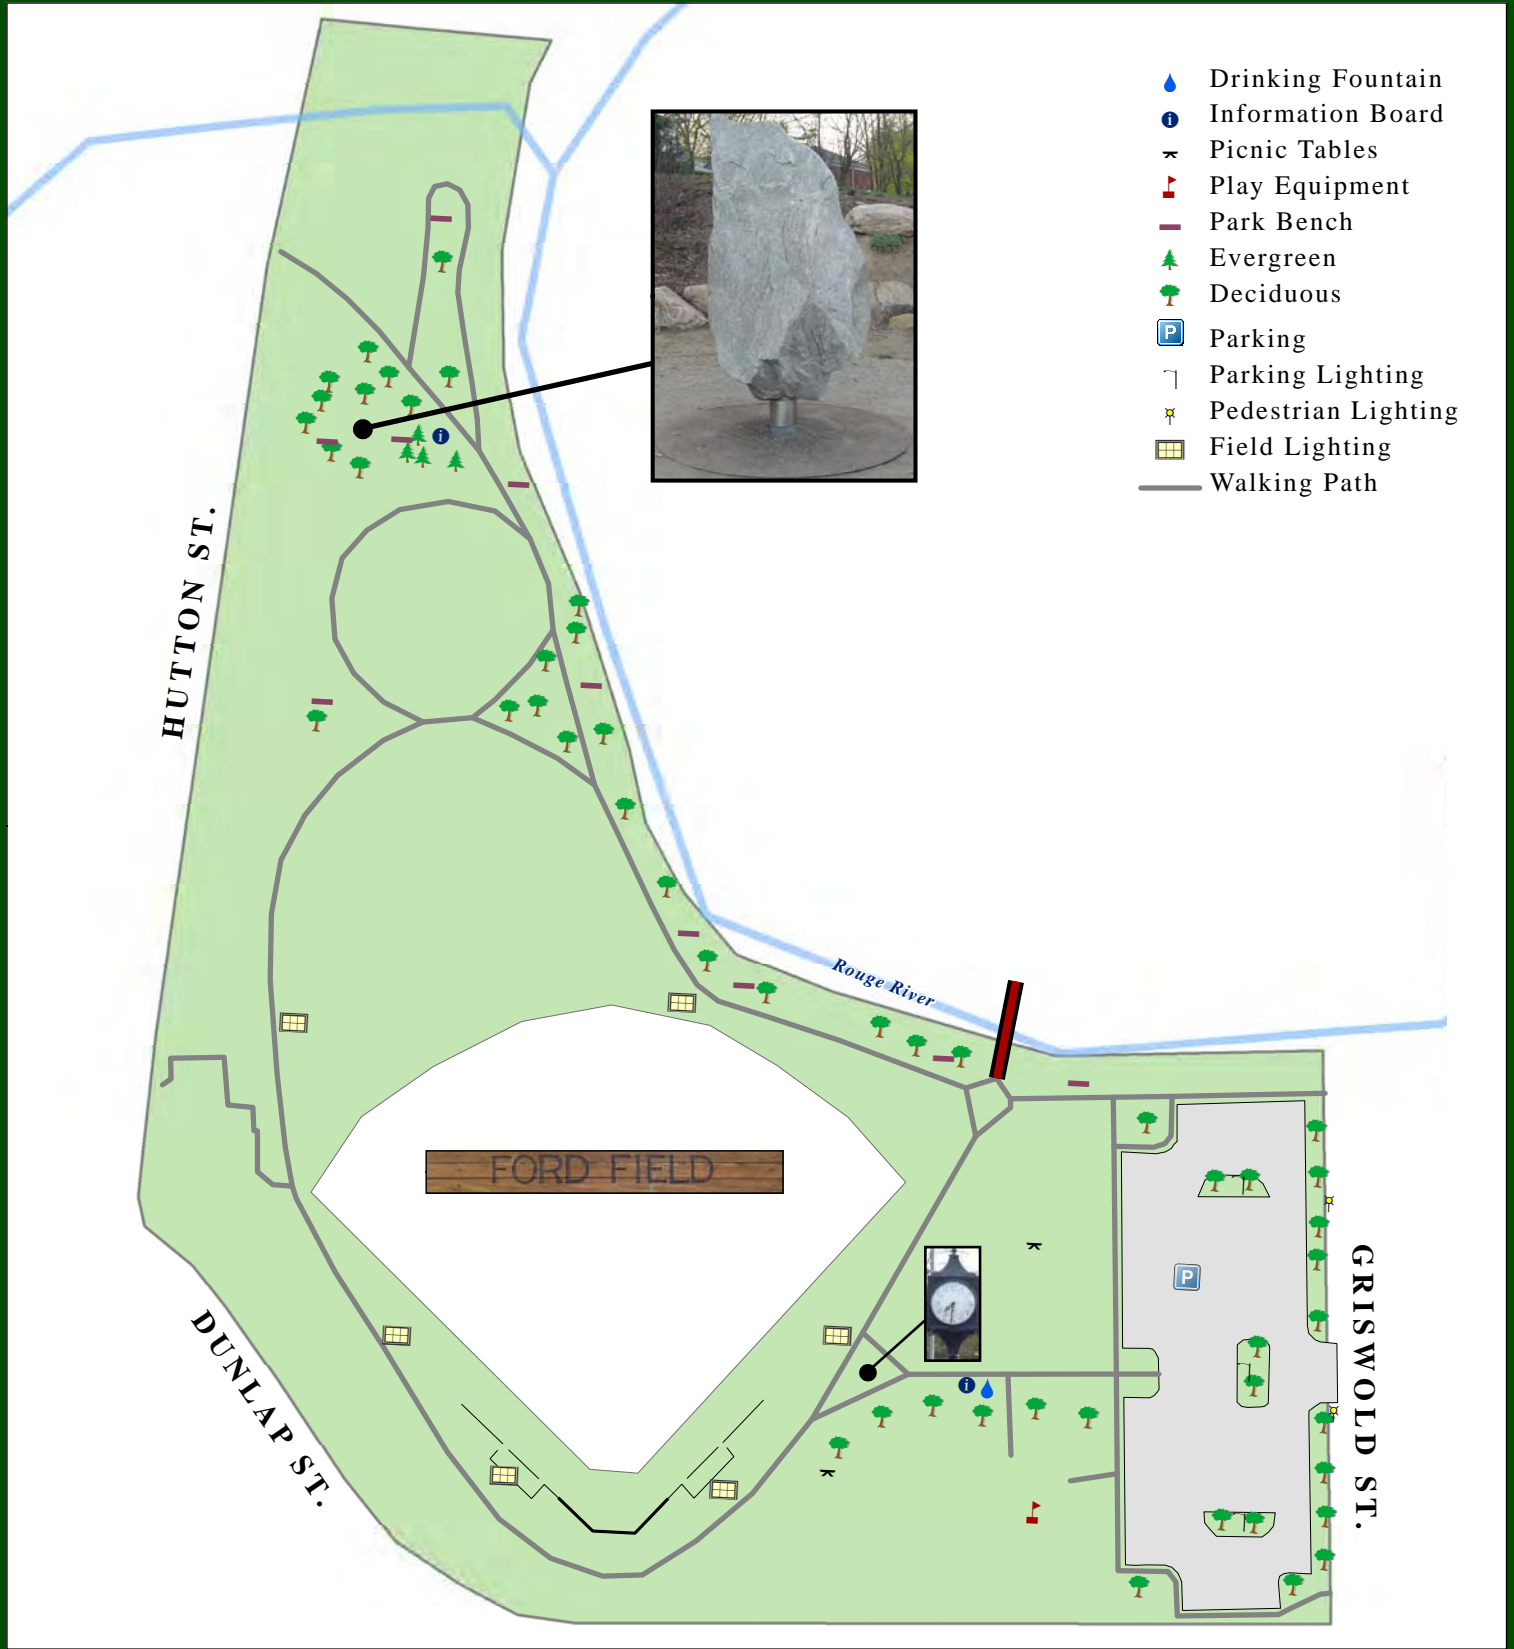 Drinking Fountain
i Information Board
Picnic Tables
Play Equipment
Park Bench
Evergreen
Deciduous
P Parking
Parking Lighting
Pedestrian Lighting
Field Lighting
Walking Path
i
HUTTON ST.
Rouge River
FORD FIELD
P
GRISWOLD ST.
DUNLAP ST.
i